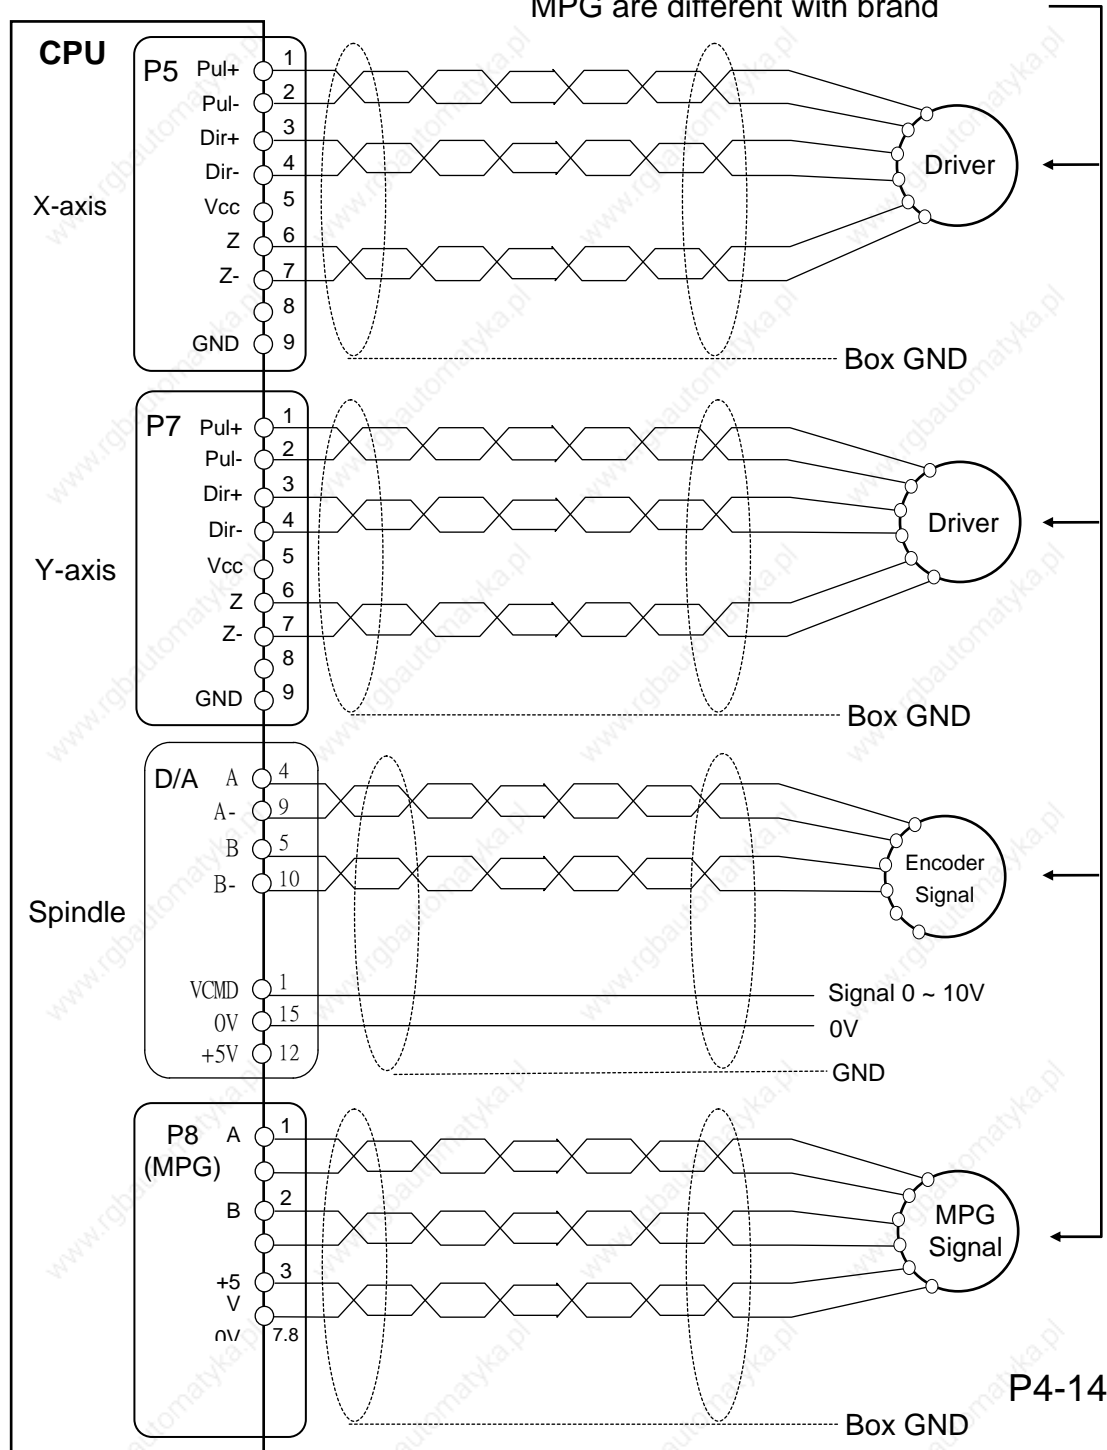 MPG are different with brand
CPU
P5
Pul+ 1
Pul- 2
Dir+ 3
Dir- 4
Vcc 5
Z 6
Z- 7
8
GND 9
X-axis
Driver
Box GND
P7
Pul+ 1
Pul- 2
Dir+ 3
Dir- 4
Vcc 5
Z 6
Z- 7
8
GND 9
Y-axis
Driver
Box GND
D/A
A 4
A- 9
B 5
B- 10
Spindle
Encoder
Signal
VCMD 1
0V 15
+5V 12
Signal 0 ~ 10V
0V
GND
P8
(MPG)
A 1
B 2
+5 3
V
0V 7.8
MPG
Signal
P4-14
Box GND
www.rgbautomatyka.pl